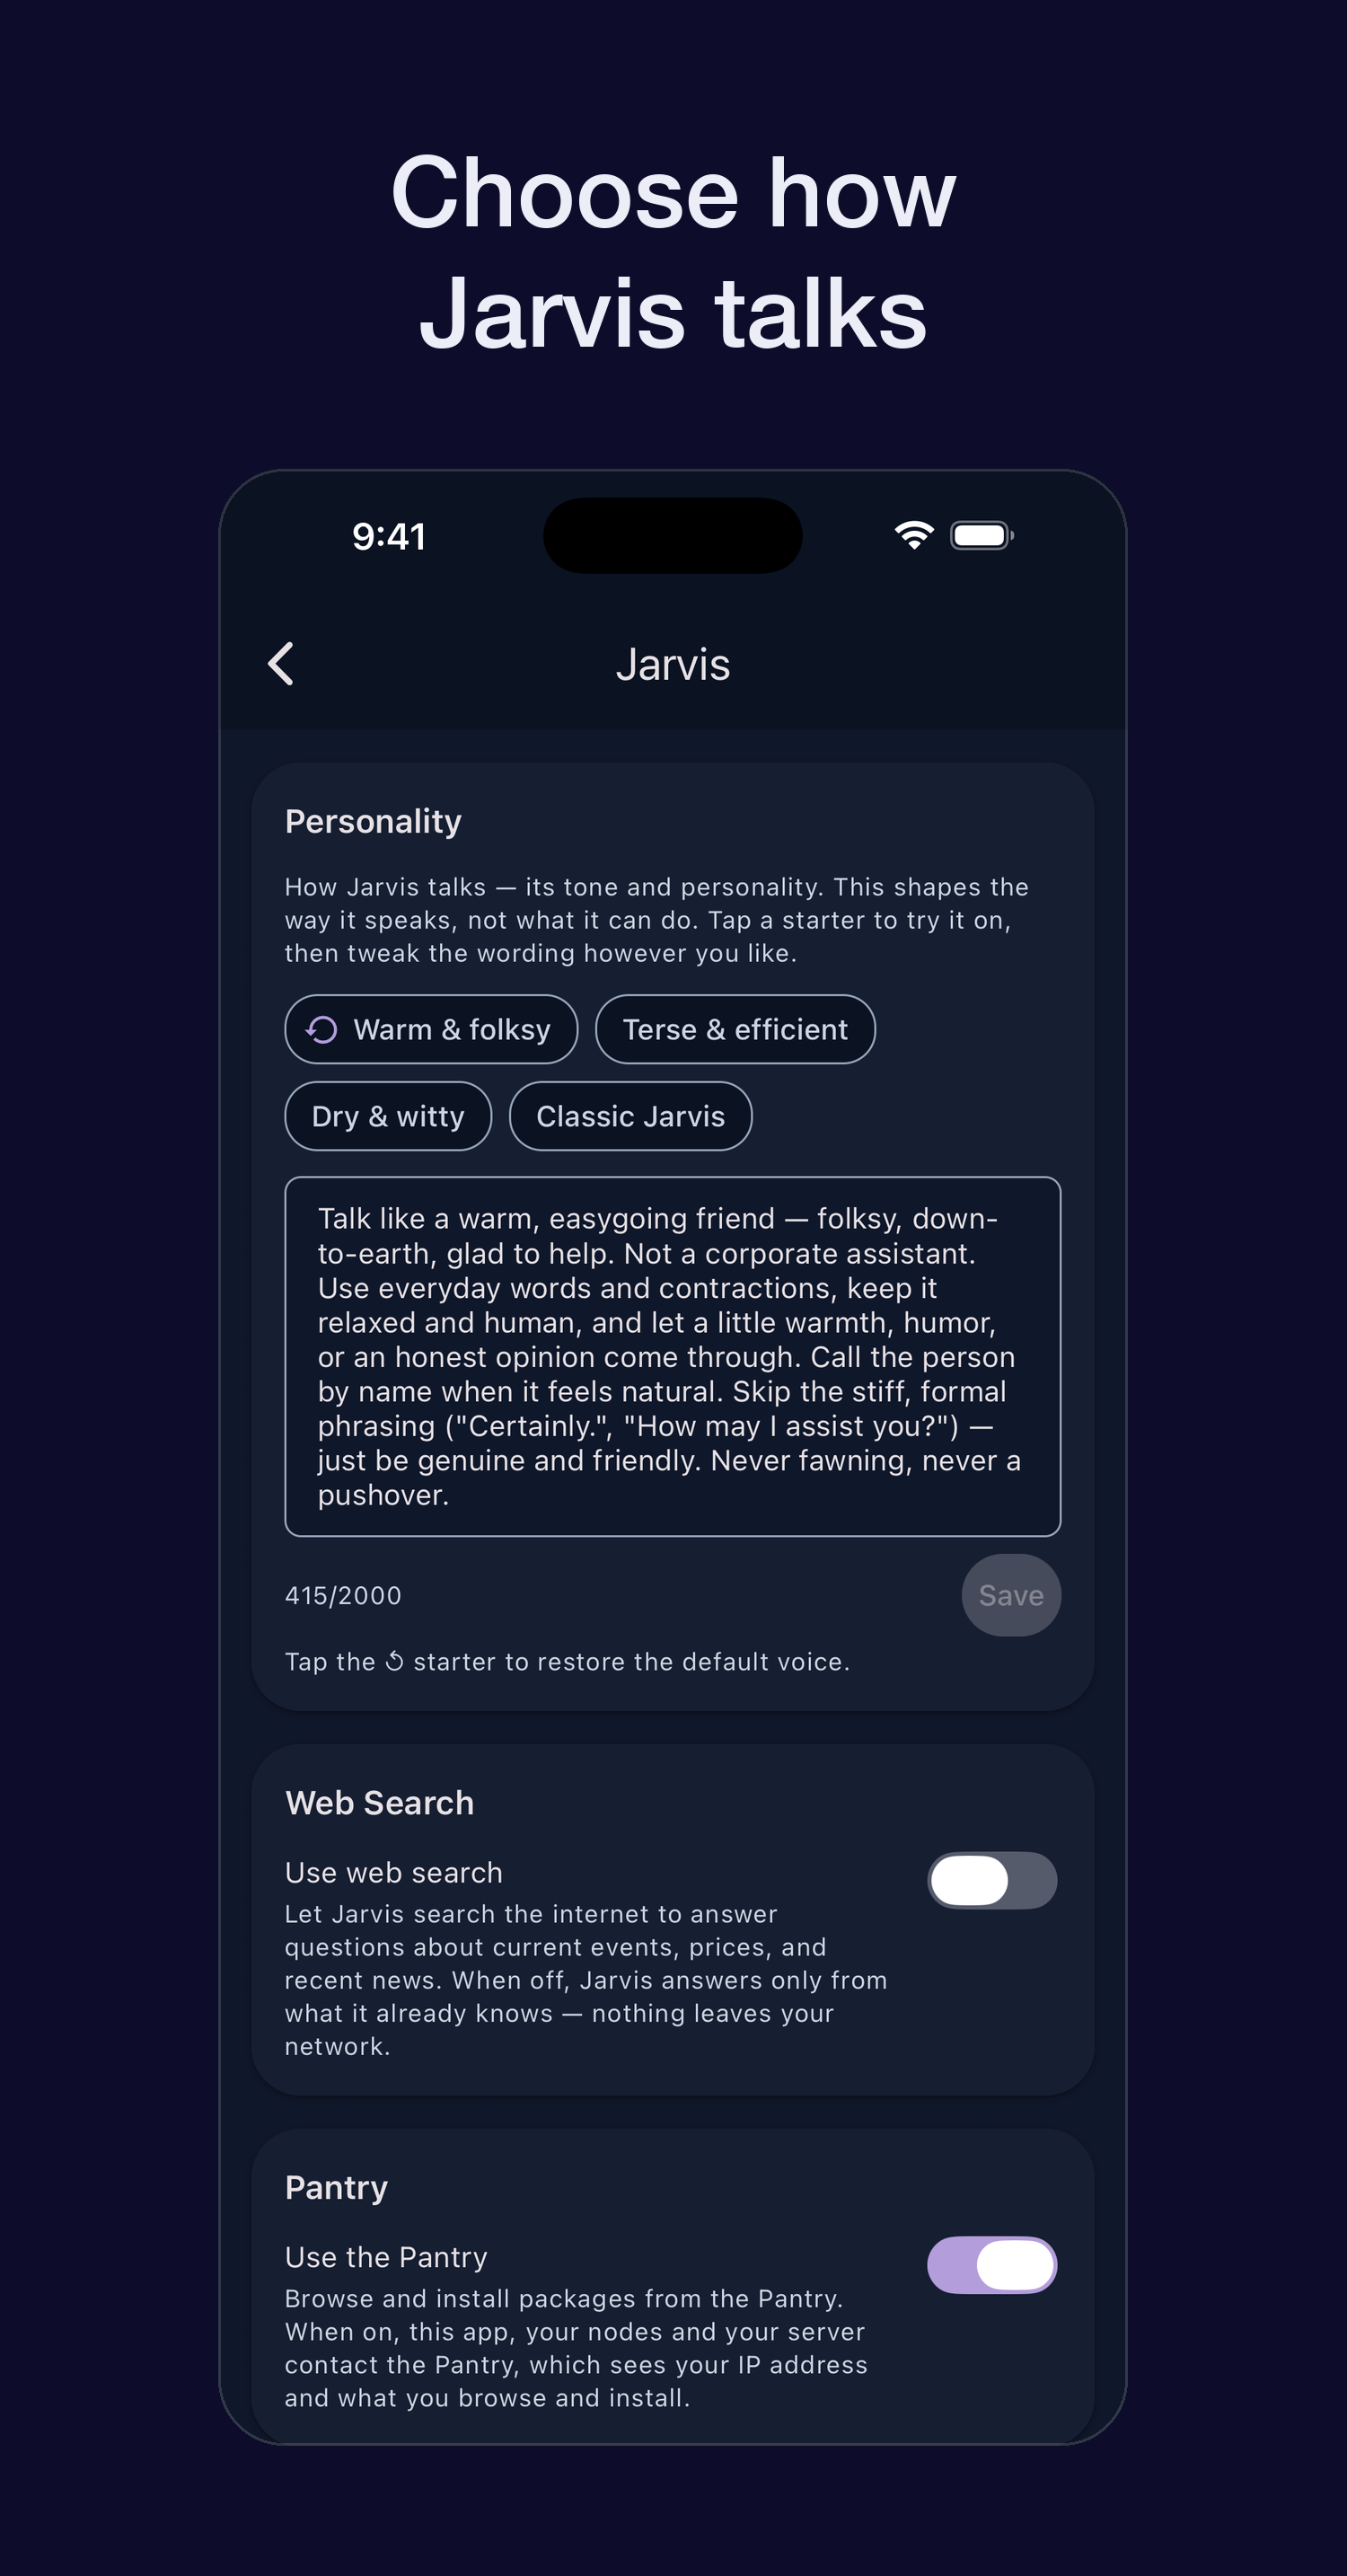 Choose how
Jarvis talks
9:41
Jarvis
Personality
How Jarvis talks — its tone and personality. This shapes the
way it speaks, not what it can do. Tap a starter to try it on,
then tweak the wording however you like.
Warm & folksy
Terse & efficient
Dry & witty
Classic Jarvis
Talk like a warm, easygoing friend — folksy, down-
to-earth, glad to help. Not a corporate assistant.
Use everyday words and contractions, keep it
relaxed and human, and let a little warmth, humor,
or an honest opinion come through. Call the person
by name when it feels natural. Skip the stiff, formal
phrasing ("Certainly.", "How may I assist you?") —
just be genuine and friendly. Never fawning, never a
pushover.
415/2000
Save
Tap the ↺ starter to restore the default voice.
Web Search
Use web search
Let Jarvis search the internet to answer
questions about current events, prices, and
recent news. When off, Jarvis answers only from
what it already knows — nothing leaves your
network.
Pantry
Use the Pantry
Browse and install packages from the Pantry.
When on, this app, your nodes and your server
contact the Pantry, which sees your IP address
and what you browse and install.